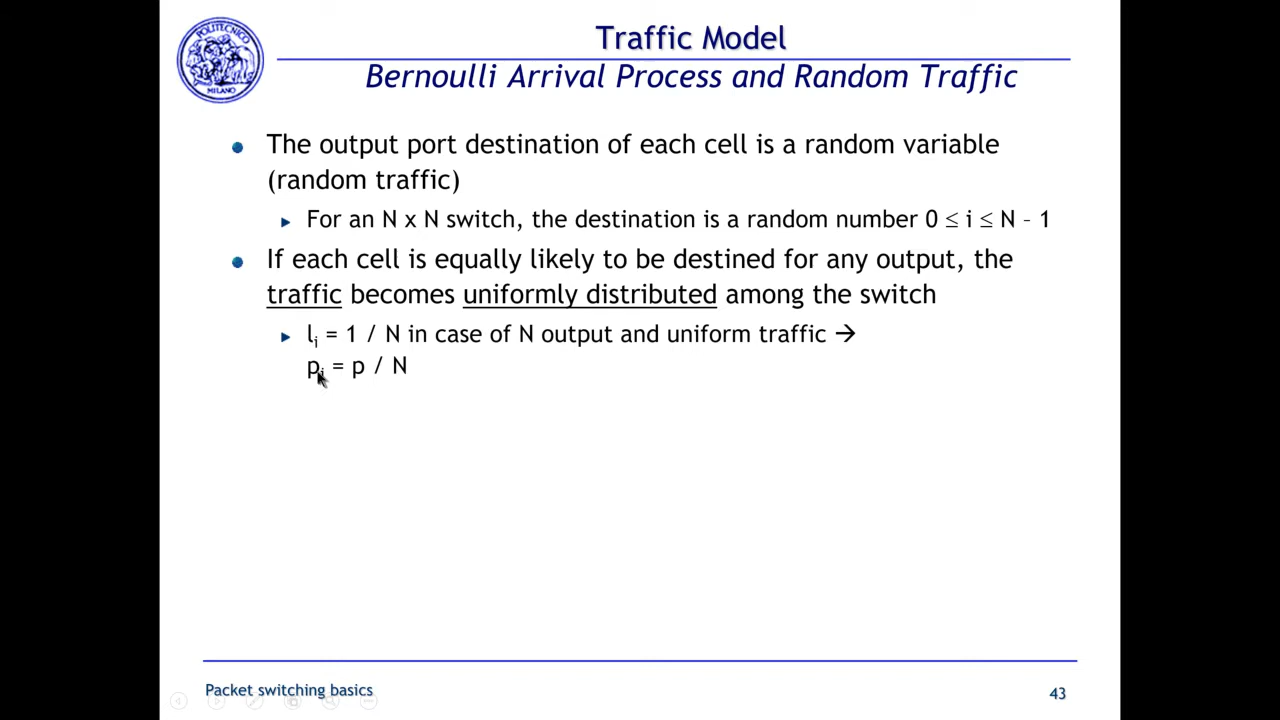 POLITECNICO
MILANO
Traffic Model
Bernoulli Arrival Process and Random Traffic
The output port destination of each cell is a random variable
(random traffic)
For an N x N switch, the destination is a random number 0 ≤ i ≤ N – 1
If each cell is equally likely to be destined for any output, the
traffic becomes uniformly distributed among the switch
lᵢ = 1 / N in case of N output and uniform traffic →
pᵢ = p / N
Packet switching basics
43